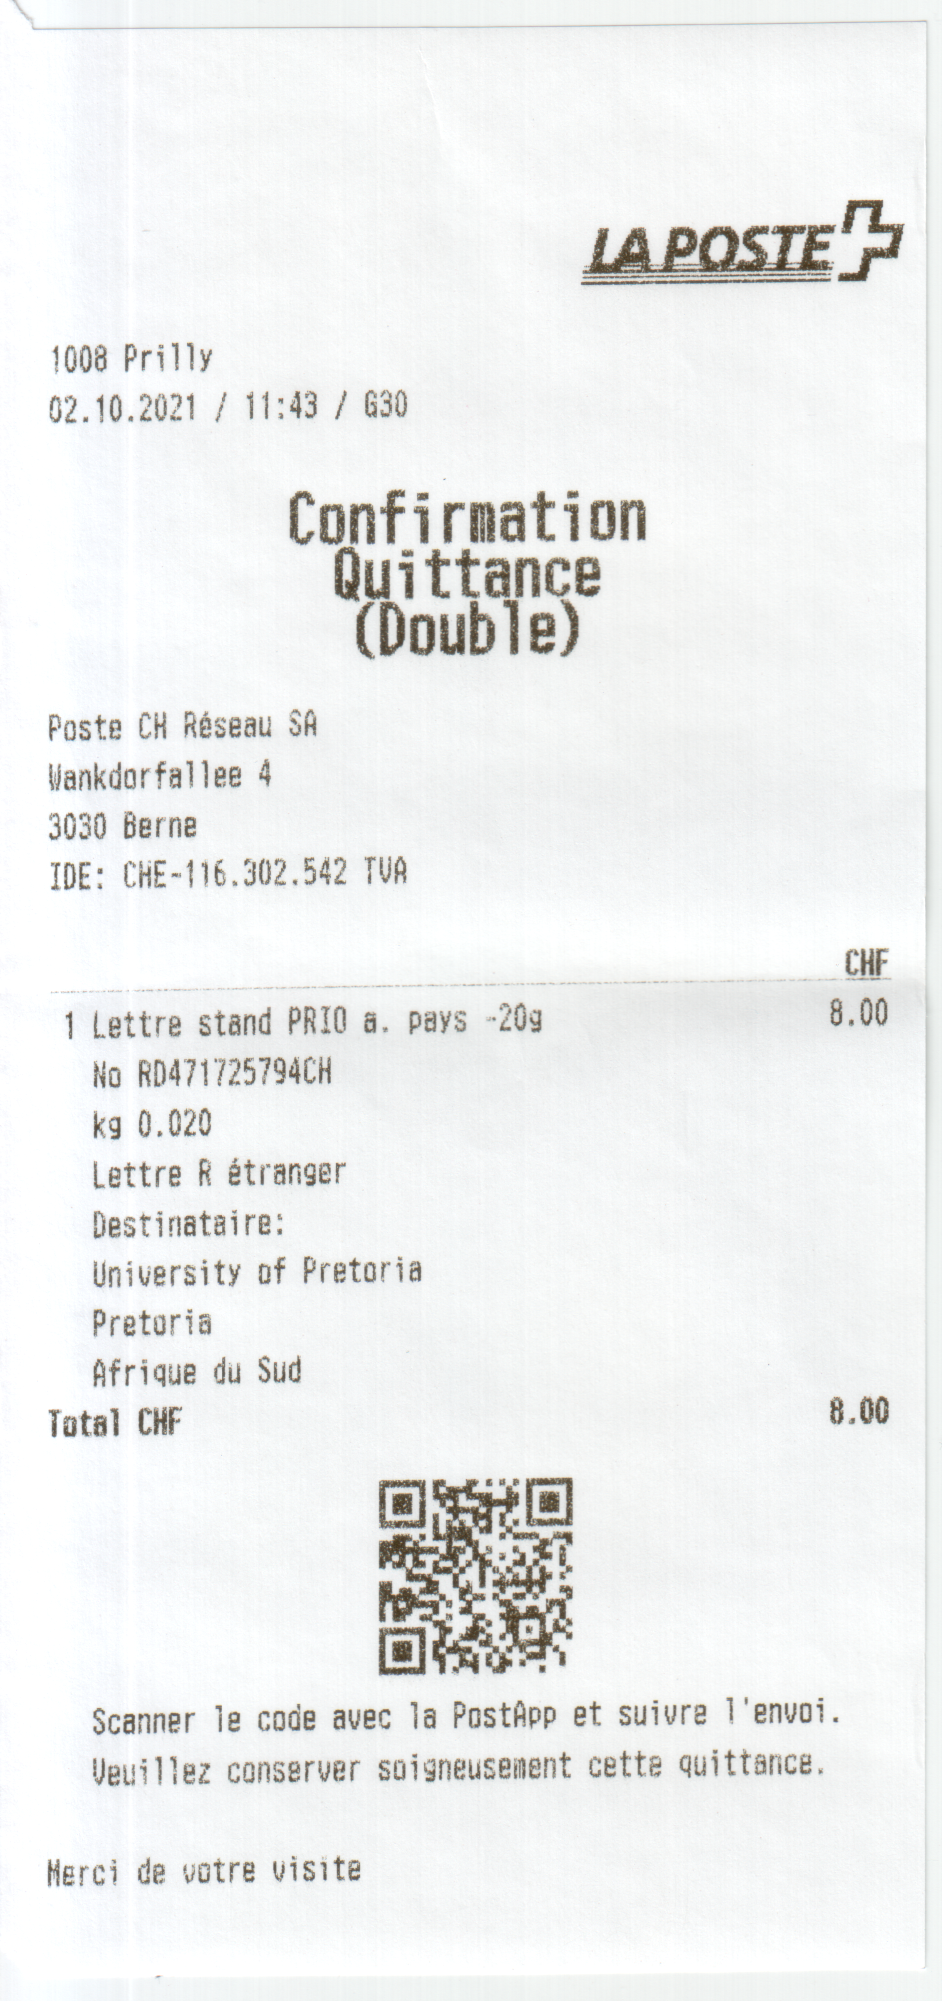 LA POSTE
1008 Prilly
02.10.2021 / 11:43 / G30
Confirmation
Quittance
(Double)
Poste CH Réseau SA
Wankdorfallee 4
3030 Berne
IDE: CHE-116.302.542 TVA
CHF
1 Lettre stand PRIO a. pays -20g 8.00
No RD471725794CH
kg 0.020
Lettre R étranger
Destinataire:
University of Pretoria
Pretoria
Afrique du Sud
Total CHF 8.00
Scanner le code avec la PostApp et suivre l'envoi.
Veuillez conserver soigneusement cette quittance.
Merci de votre visite